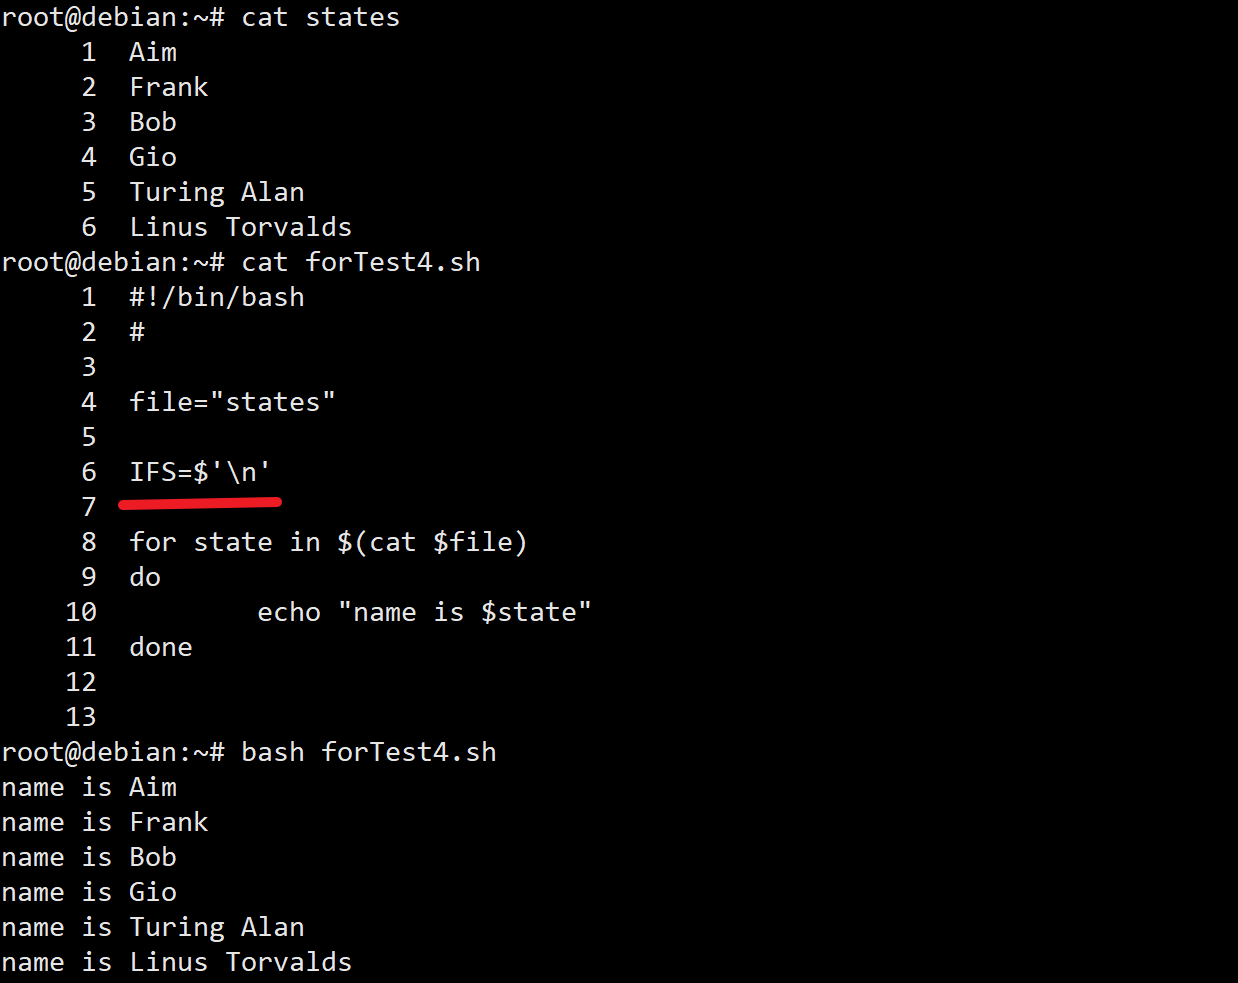 root@debian:~# cat states
     1  Aim
     2  Frank
     3  Bob
     4  Gio
     5  Turing Alan
     6  Linus Torvalds
root@debian:~# cat forTest4.sh
     1  #!/bin/bash
     2  #
     3
     4  file="states"
     5
     6  IFS=$'\n'
     7
     8  for state in $(cat $file)
     9  do
    10          echo "name is $state"
    11  done
    12
    13
root@debian:~# bash forTest4.sh
name is Aim
name is Frank
name is Bob
name is Gio
name is Turing Alan
name is Linus Torvalds